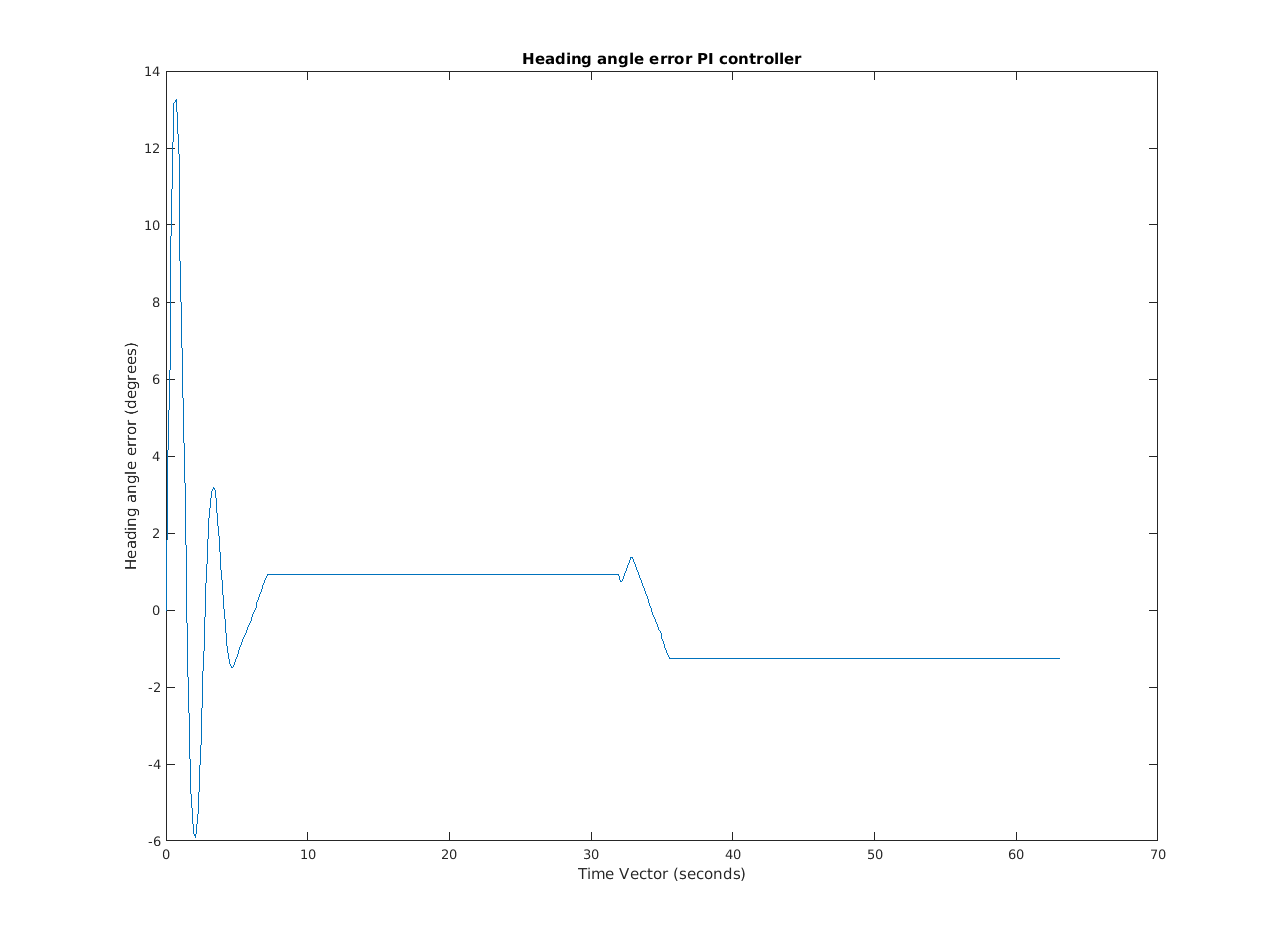 Heading angle error PI controller
14
12
10
8
6
4
2
0
-2
-4
-6
Heading angle error (degrees)
0 10 20 30 40 50 60 70
Time Vector (seconds)